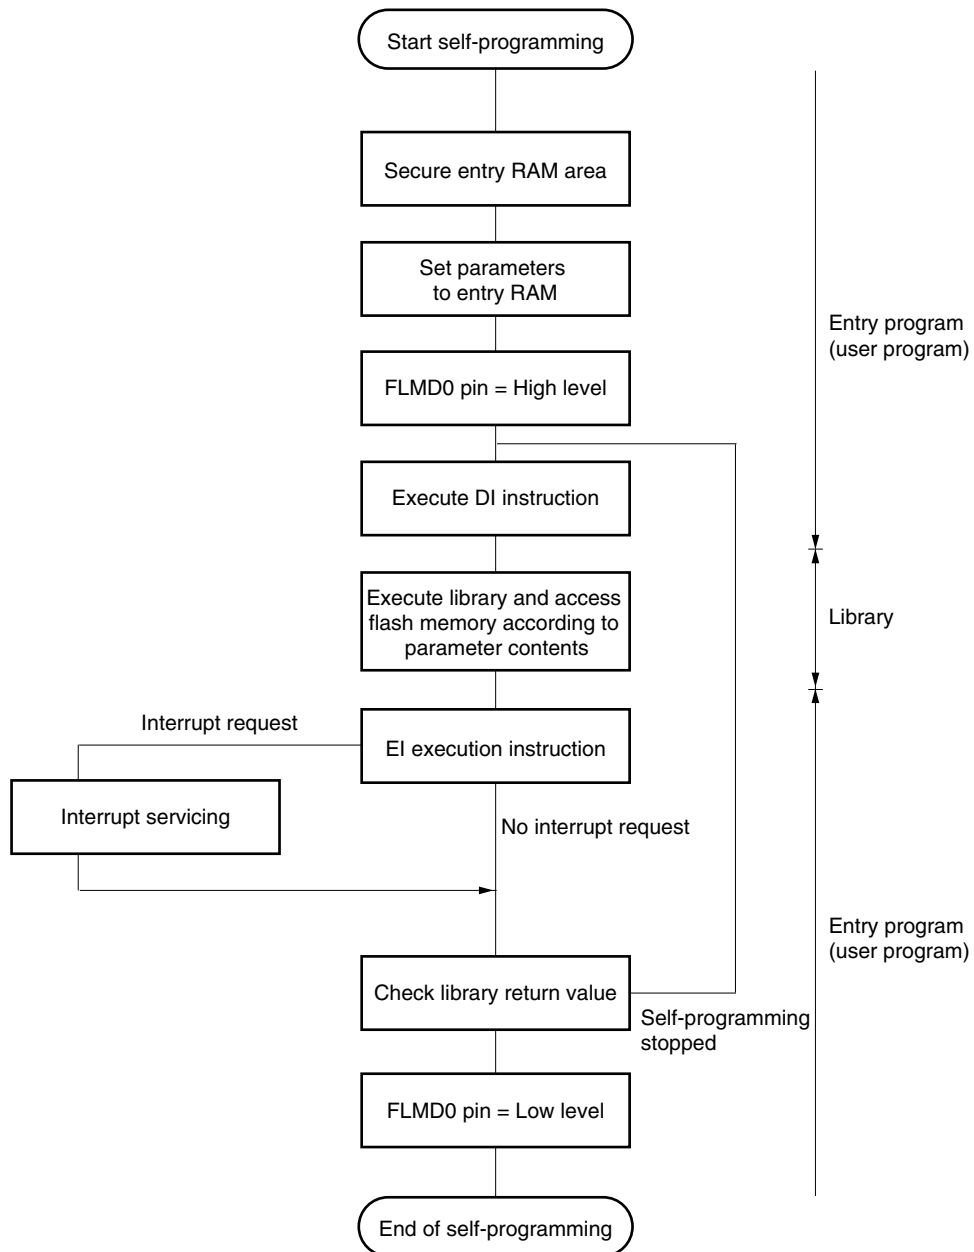 Start self-programming
Secure entry RAM area
Set parameters
to entry RAM
Entry program
(user program)
FLMD0 pin = High level
Execute DI instruction
Execute library and access
flash memory according to
parameter contents
Library
Interrupt request
EI execution instruction
Interrupt servicing
No interrupt request
Entry program
(user program)
Check library return value
Self-programming
stopped
FLMD0 pin = Low level
End of self-programming